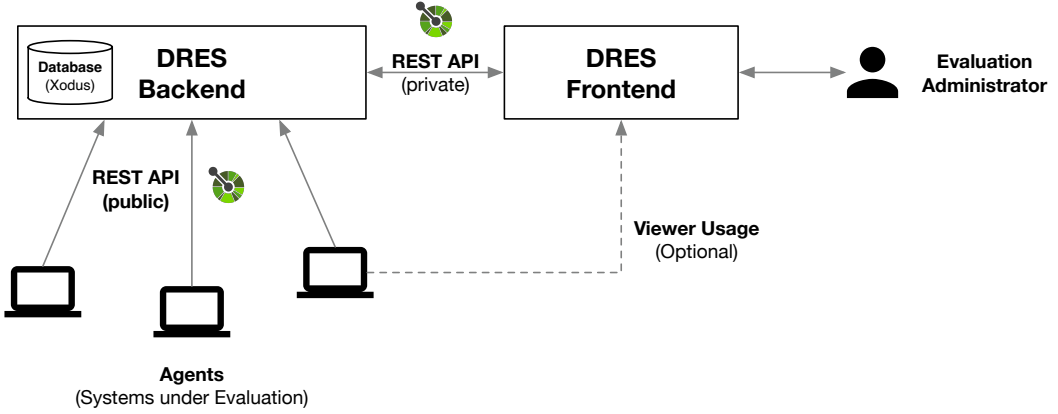 Database
(Xodus)
DRES
Backend
REST API
(private)
DRES
Frontend
Evaluation
Administrator
REST API
(public)
Viewer Usage
(Optional)
Agents
(Systems under Evaluation)